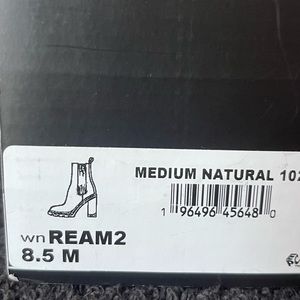 MEDIUM NATURAL 102
1 96496 45648 0
wn REAM2
8.5 M